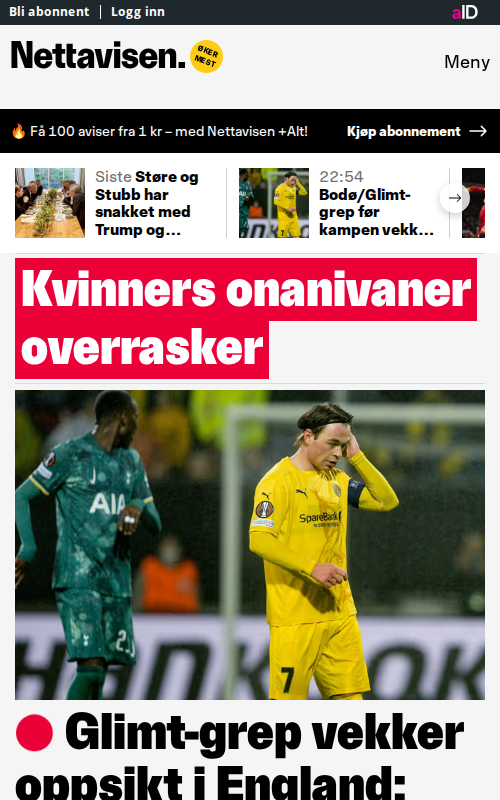 Bli abonnent
Logg inn
aID
Nettavisen.
ØKER
MEST
Meny
🔥 Få 100 aviser fra 1 kr – med Nettavisen +Alt!
Kjøp abonnement
Siste Støre og
Stubb har
snakket med
Trump og...
22:54
Bodø/Glimt-
grep før
kampen vekk...
Kvinners onanivaner
overrasker
AIA
SpareBank
7
HANKOOK
Glimt-grep vekker
oppsikt i England: